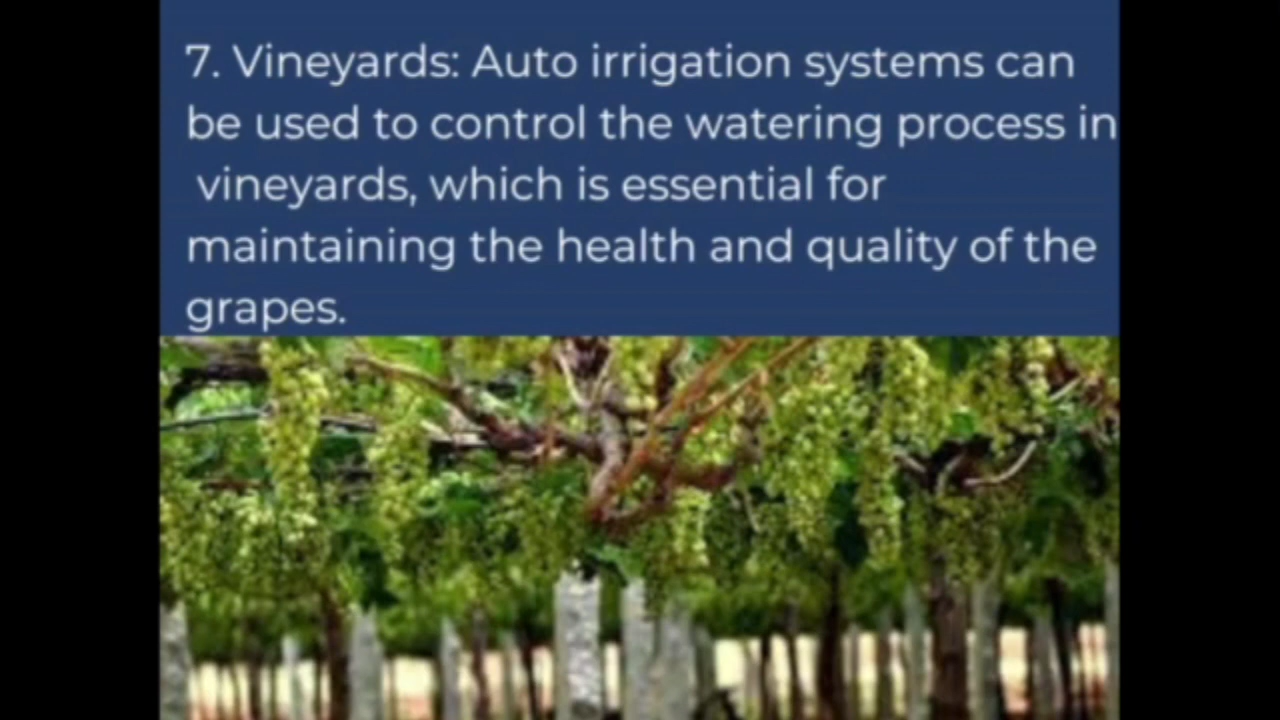 7. Vineyards: Auto irrigation systems can
be used to control the watering process in
vineyards, which is essential for
maintaining the health and quality of the
grapes.